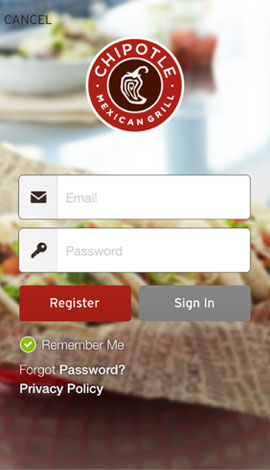 CANCEL
CHIPOTLE
MEXICAN GRILL
Email
Password
Register Sign In
Remember Me
Forgot Password?
Privacy Policy